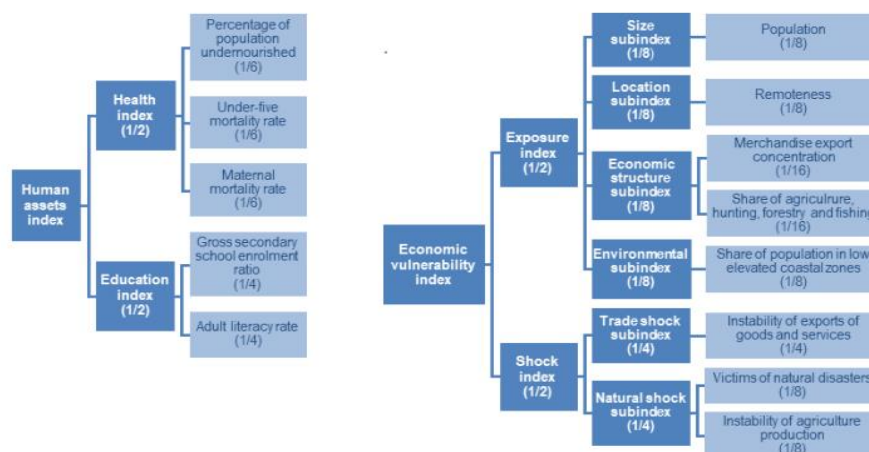 Human
assets
index
Health
index
(1/2)
Percentage of
population
undernourished
(1/6)
Under-five
mortality rate
(1/6)
Maternal
mortality rate
(1/6)
Education
index
(1/2)
Gross secondary
school enrolment
ratio
(1/4)
Adult literacy rate
(1/4)
Economic
vulnerability
index
Exposure
index
(1/2)
Size
subindex
(1/8)
Population
(1/8)
Location
subindex
(1/8)
Remoteness
(1/8)
Economic
structure
subindex
(1/8)
Merchandise export
concentration
(1/16)
Share of agriculrure,
hunting, forestry and fishing
(1/16)
Environmental
subindex
(1/8)
Share of population in low
elevated coastal zones
(1/8)
Shock
index
(1/2)
Trade shock
subindex
(1/4)
Instability of exports of
goods and services
(1/4)
Natural shock
subindex
(1/4)
Victims of natural disasters
(1/8)
Instability of agriculture
production
(1/8)